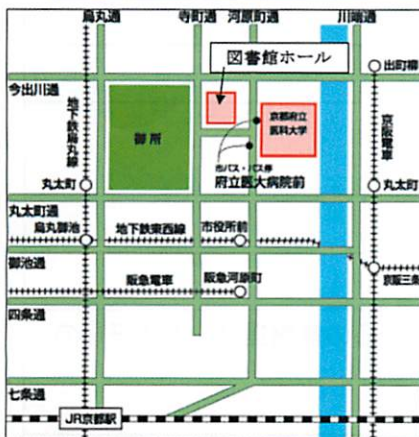 烏丸通
寺町通
河原町通
川端通
図書館ホール
出町柳
今出川通
地下鉄烏丸線
御所
京都府立
医科大学
京阪電車
市バス・バス停
府立医大病院前
丸太町
丸太町
丸太町通
烏丸御池
地下鉄東西線
市役所前
御池通
阪急電車
阪急河原町
京阪三条
四条通
七条通
JR京都駅